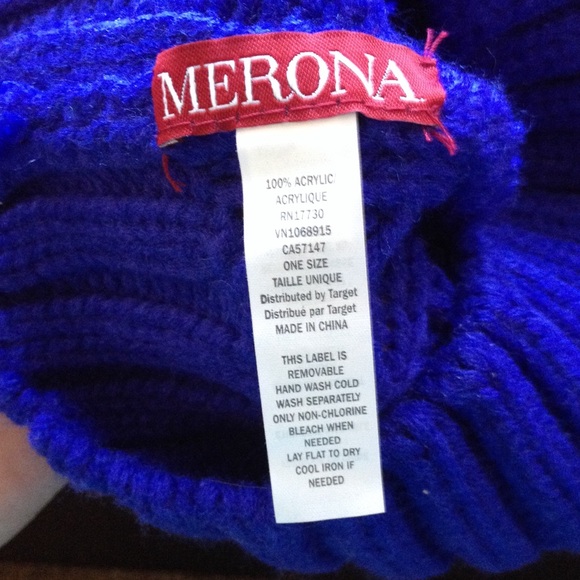 MERONA
100% ACRYLIC
ACRYLIQUE
RN17730
VN1068915
CA57147
ONE SIZE
TAILLE UNIQUE
Distributed by Target
Distribué par Target
MADE IN CHINA
THIS LABEL IS
REMOVABLE
HAND WASH COLD
WASH SEPARATELY
ONLY NON-CHLORINE
BLEACH WHEN
NEEDED
LAY FLAT TO DRY
COOL IRON IF
NEEDED